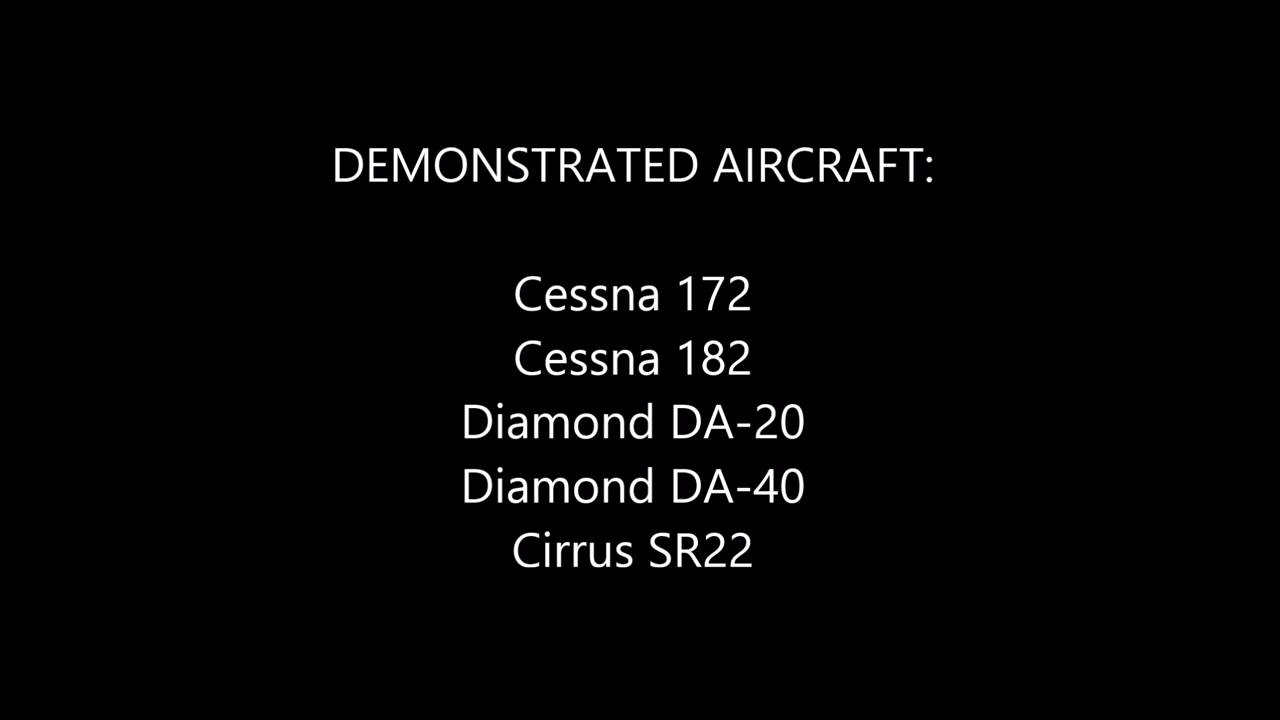 DEMONSTRATED AIRCRAFT:
Cessna 172
Cessna 182
Diamond DA-20
Diamond DA-40
Cirrus SR22